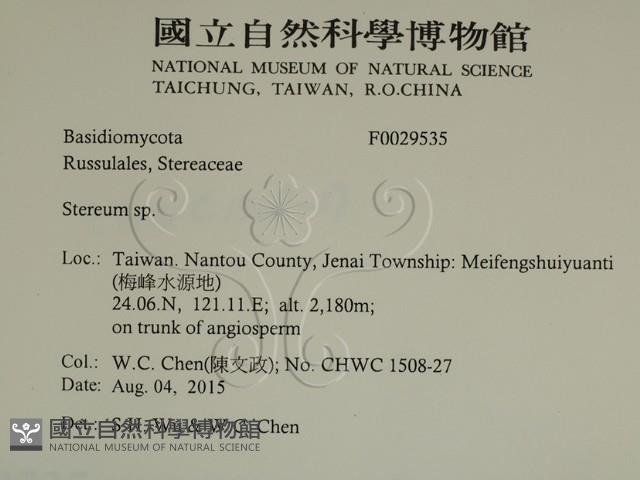 國立自然科學博物館
NATIONAL MUSEUM OF NATURAL SCIENCE
TAICHUNG, TAIWAN, R.O.CHINA
Basidiomycota F0029535
Russulales, Stereaceae
Stereum sp.
Loc.: Taiwan. Nantou County, Jenai Township: Meifengshuiyuanti
(梅峰水源地)
24.06.N, 121.11.E; alt. 2,180m;
on trunk of angiosperm
Col.: W.C. Chen(陳文政); No. CHWC 1508-27
Date: Aug. 04, 2015
Det.: S.H. Wu & W.C. Chen
國立自然科學博物館
NATIONAL MUSEUM OF NATURAL SCIENCE